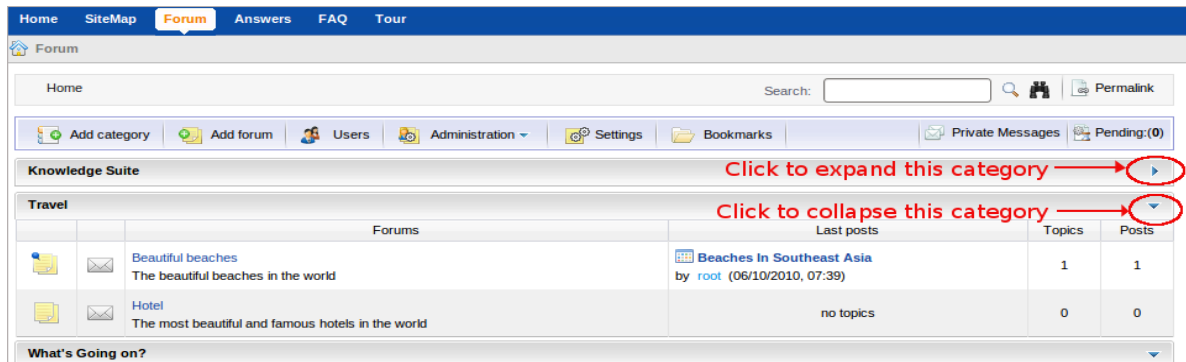 Home SiteMap Forum Answers FAQ Tour
Forum
Home Search: Permalink
Add category Add forum Users Administration Settings Bookmarks Private Messages Pending:(0)
Knowledge Suite Click to expand this category
Travel Click to collapse this category
Forums Last posts Topics Posts
Beautiful beaches Beaches In Southeast Asia
The beautiful beaches in the world by root (06/10/2010, 07:39) 1 1
Hotel
The most beautiful and famous hotels in the world no topics 0 0
What's Going on?